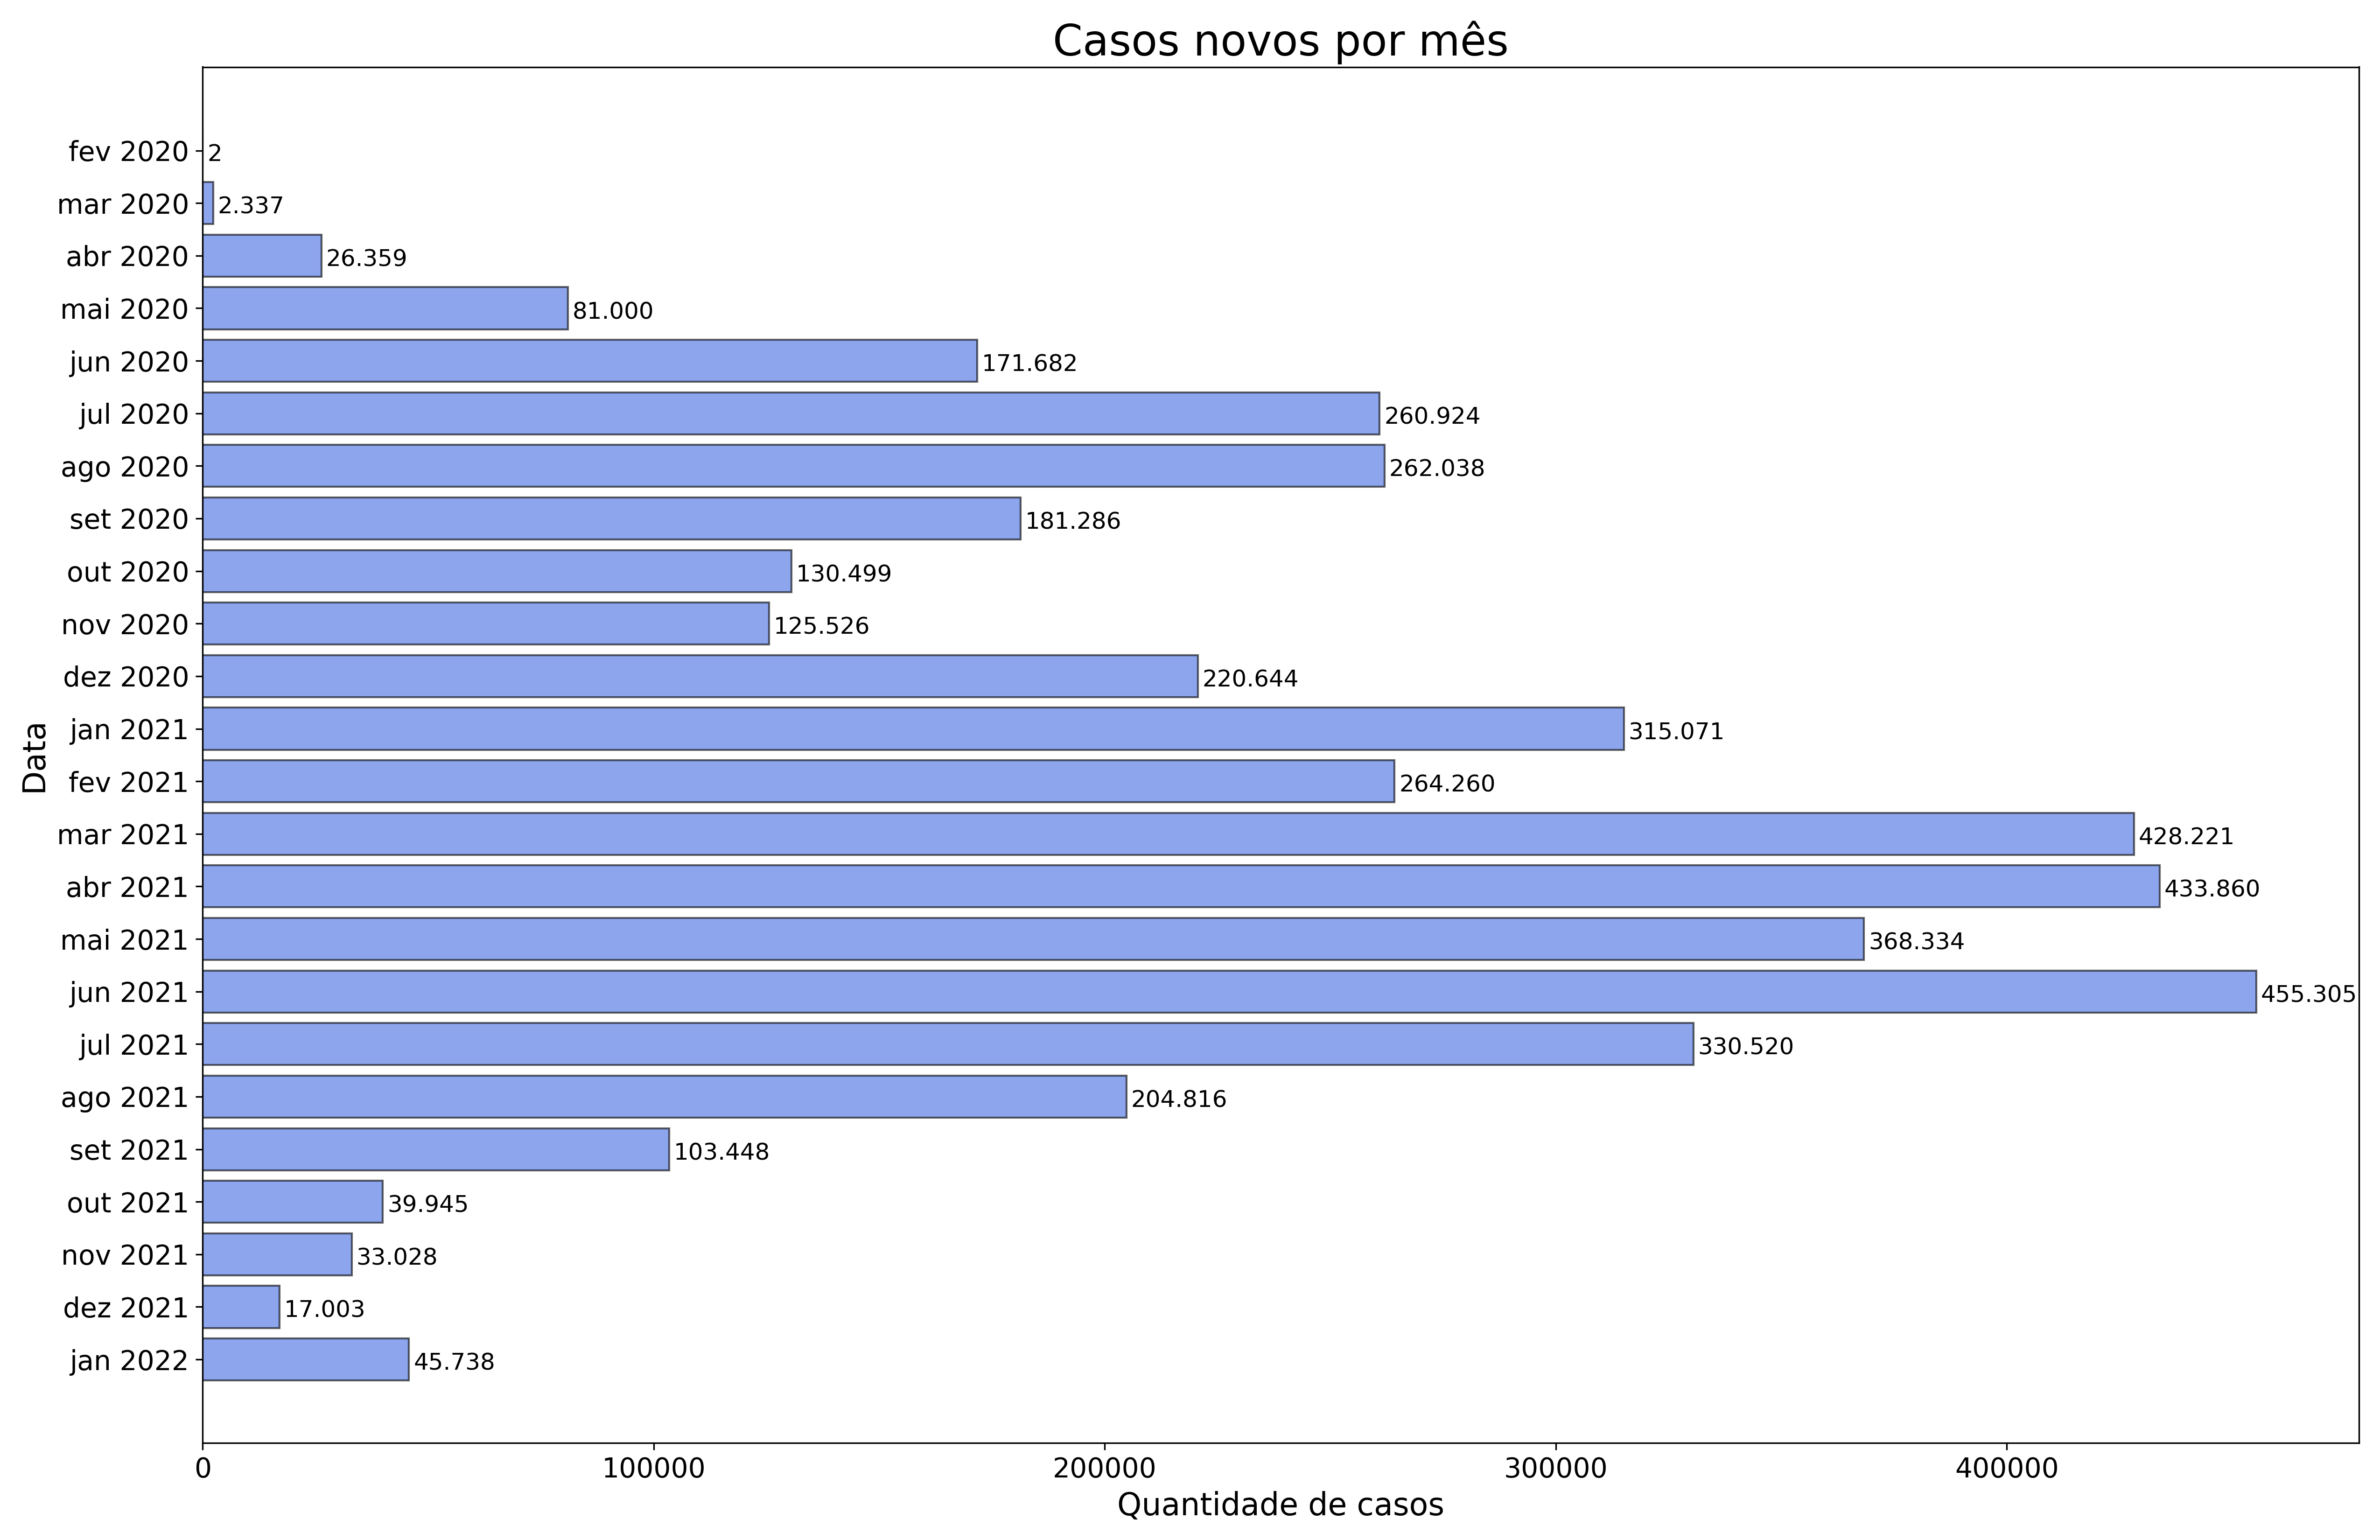 Casos novos por mês
Data
fev 2020 2
mar 2020 2.337
abr 2020 26.359
mai 2020 81.000
jun 2020 171.682
jul 2020 260.924
ago 2020 262.038
set 2020 181.286
out 2020 130.499
nov 2020 125.526
dez 2020 220.644
jan 2021 315.071
fev 2021 264.260
mar 2021 428.221
abr 2021 433.860
mai 2021 368.334
jun 2021 455.305
jul 2021 330.520
ago 2021 204.816
set 2021 103.448
out 2021 39.945
nov 2021 33.028
dez 2021 17.003
jan 2022 45.738
0 100000 200000 300000 400000
Quantidade de casos